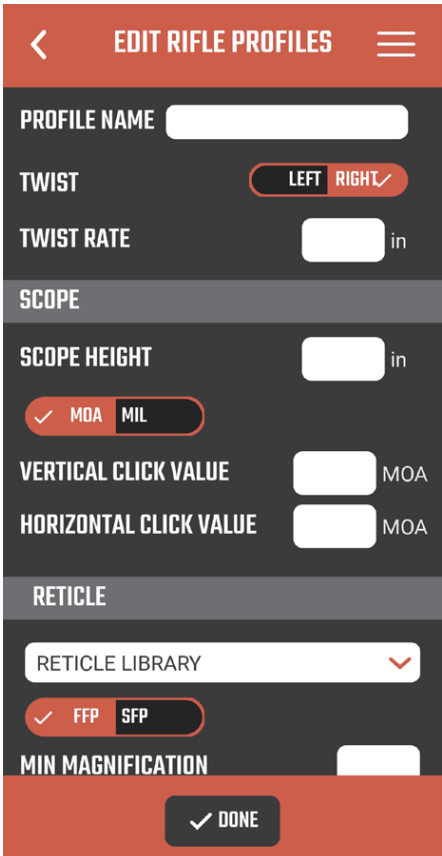 EDIT RIFLE PROFILES
PROFILE NAME
TWIST LEFT RIGHT
TWIST RATE in
SCOPE
SCOPE HEIGHT in
MOA MIL
VERTICAL CLICK VALUE MOA
HORIZONTAL CLICK VALUE MOA
RETICLE
RETICLE LIBRARY
FFP SFP
MIN MAGNIFICATION
DONE